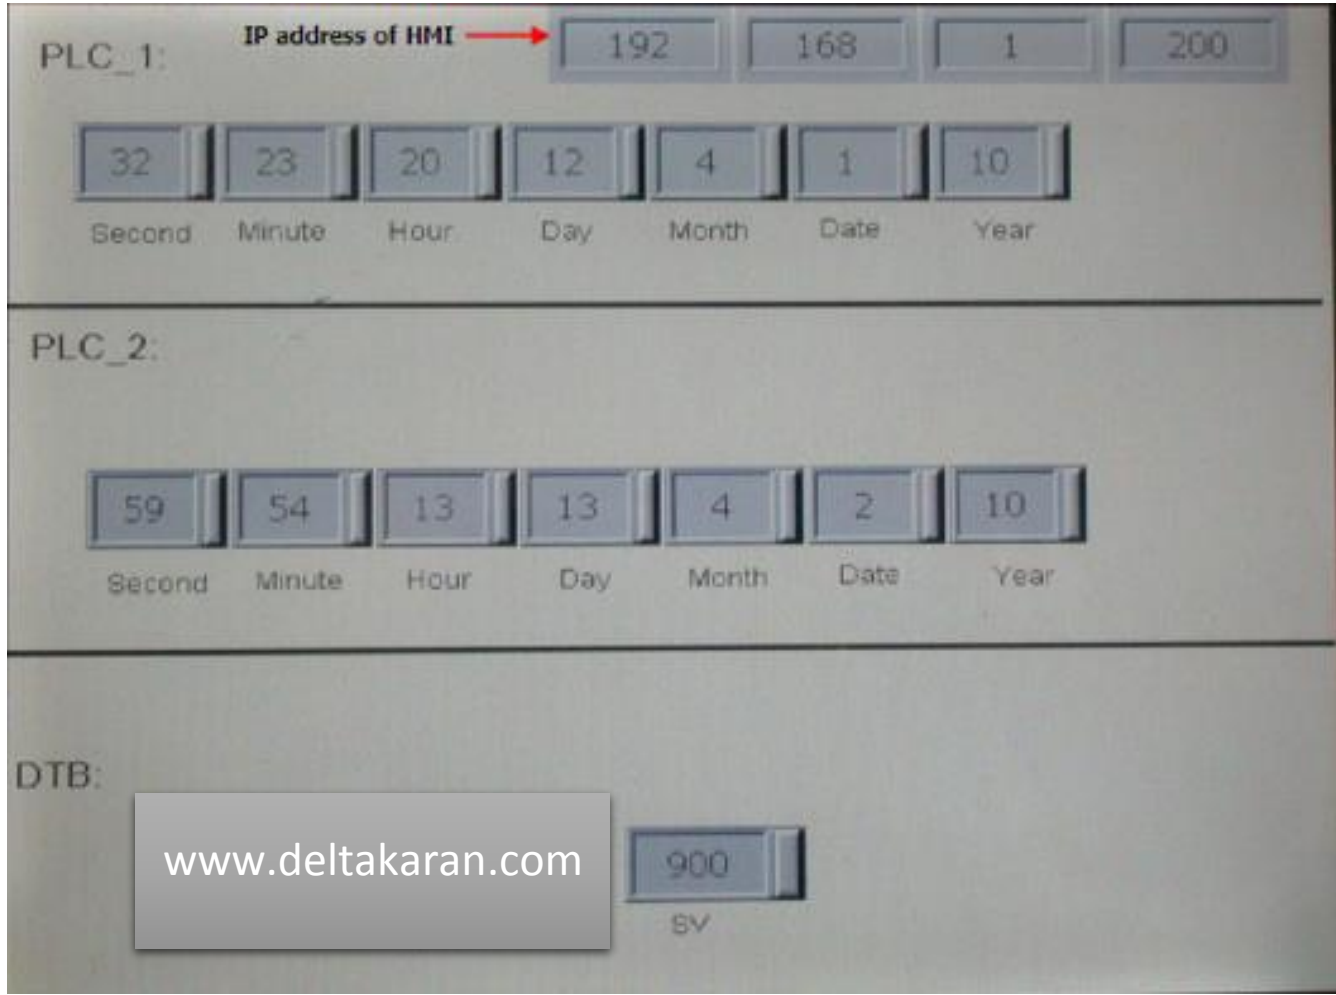 PLC_1: IP address of HMI 192 168 1 200
32 23 20 12 4 1 10
Second Minute Hour Day Month Date Year
PLC_2:
59 54 13 13 4 2 10
Second Minute Hour Day Month Date Year
DTB:
www.deltakaran.com 900
SV